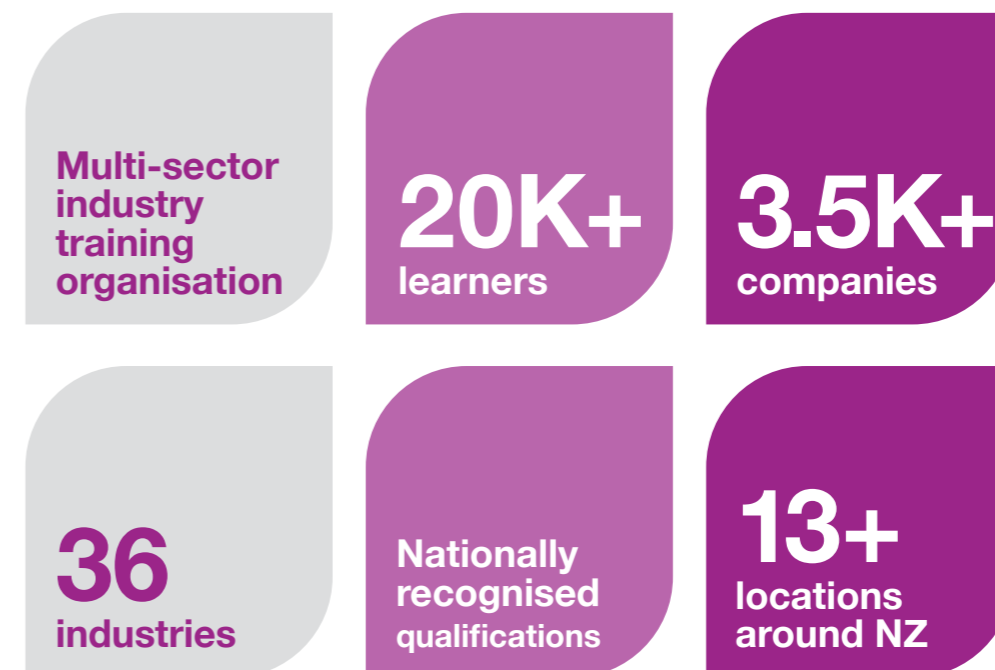 Multi-sector
industry
training
organisation
20K+
learners
3.5K+
companies
36
industries
Nationally
recognised
qualifications
13+
locations
around NZ